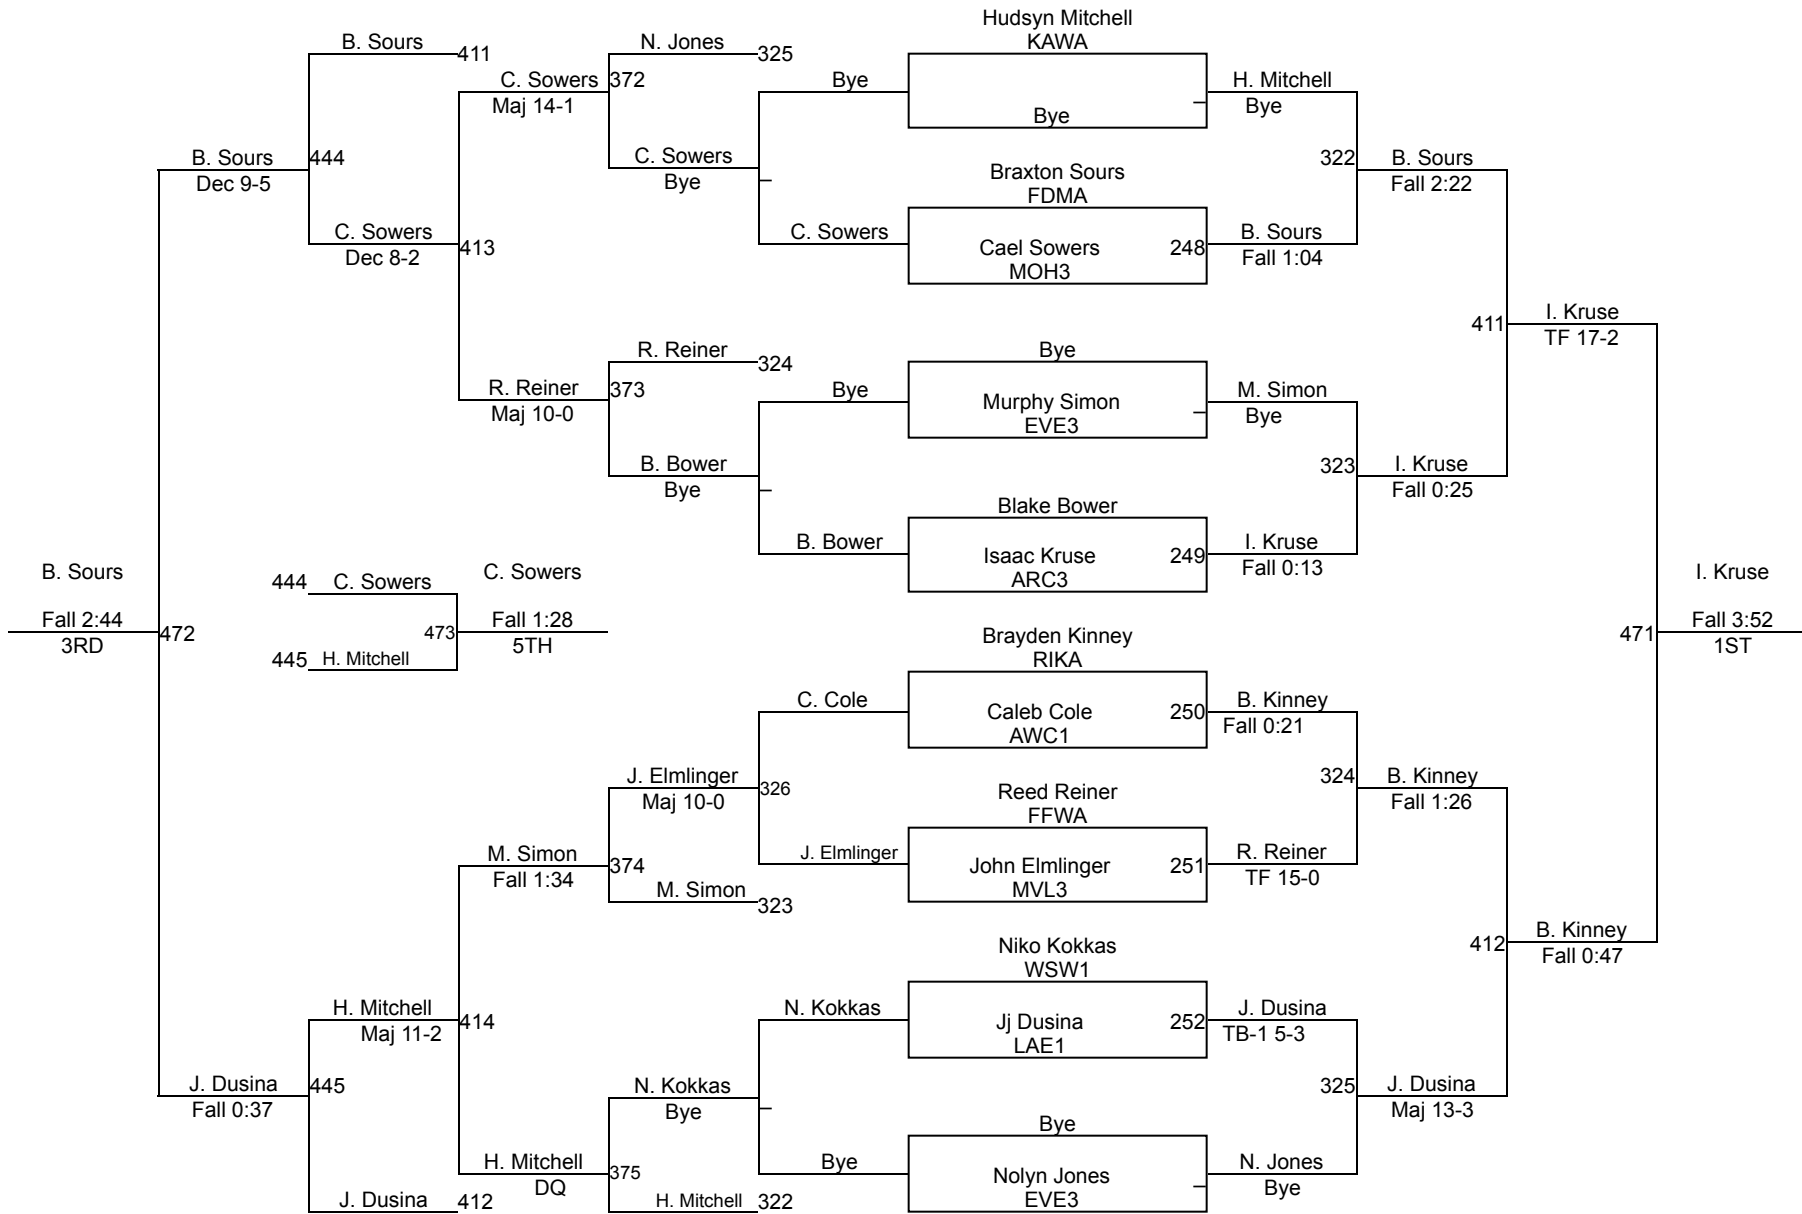 Hudsyn Mitchell
B. Sours N. Jones KAWA
411 325
C. Sowers 372 Bye H. Mitchell
Maj 14-1 Bye Bye
B. Sours 444 C. Sowers 322 B. Sours
Dec 9-5 Bye Braxton Sours Fall 2:22
FDMA
C. Sowers 413 C. Sowers Cael Sowers 248 B. Sours
Dec 8-2 MOH3 Fall 1:04
411 I. Kruse
TF 17-2
R. Reiner 324 Bye
R. Reiner 373 Bye Murphy Simon M. Simon
Maj 10-0 EVE3 Bye
B. Bower 323 I. Kruse
Bye Fall 0:25
Blake Bower
B. Bower Isaac Kruse 249 I. Kruse
ARC3 Fall 0:13
B. Sours 444 C. Sowers C. Sowers I. Kruse
Fall 2:44 472 473 Fall 1:28 471 Fall 3:52
3RD 5TH 1ST
445 H. Mitchell
Brayden Kinney
RIKA
C. Cole Caleb Cole 250 B. Kinney
AWC1 Fall 0:21
J. Elmlinger 326 324 B. Kinney
Maj 10-0 Fall 1:26
Reed Reiner
FFWA
M. Simon 374 J. Elmlinger John Elmlinger 251 R. Reiner
Fall 1:34 MVL3 TF 15-0
M. Simon 323
412 B. Kinney
Fall 0:47
Niko Kokkas
WSW1
H. Mitchell 414 N. Kokkas Jj Dusina 252 J. Dusina
Maj 11-2 LAE1 TB-1 5-3
J. Dusina 445 N. Kokkas 325 J. Dusina
Fall 0:37 Bye Maj 13-3
Bye
H. Mitchell 375 Bye Nolyn Jones N. Jones
DQ EVE3 Bye
J. Dusina 412 H. Mitchell 322